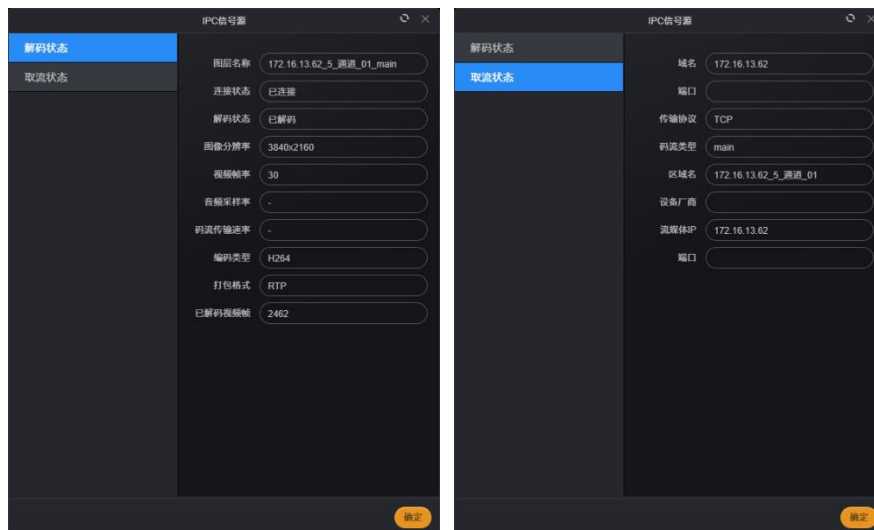 IPC信号源
解码状态
取流状态
图层名称 172.16.13.62_5_通道_01_main
连接状态 已连接
解码状态 已解码
图像分辨率 3840x2160
视频帧率 30
音频采样率 -
码流传输速率 -
编码类型 H264
打包格式 RTP
已解码视频帧 2462
确定
IPC信号源
解码状态
取流状态
域名 172.16.13.62
端口
传输协议 TCP
码流类型 main
区域名 172.16.13.62_5_通道_01
设备厂商
流媒体IP 172.16.13.62
端口
确定